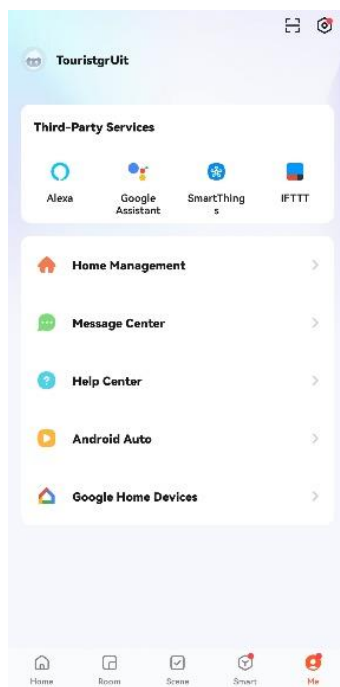 TouristgrUit
Third-Party Services
Alexa
Google
Assistant
SmartThing
s
IFTTT
Home Management
Message Center
Help Center
Android Auto
Google Home Devices
Home Room Scene Smart Me